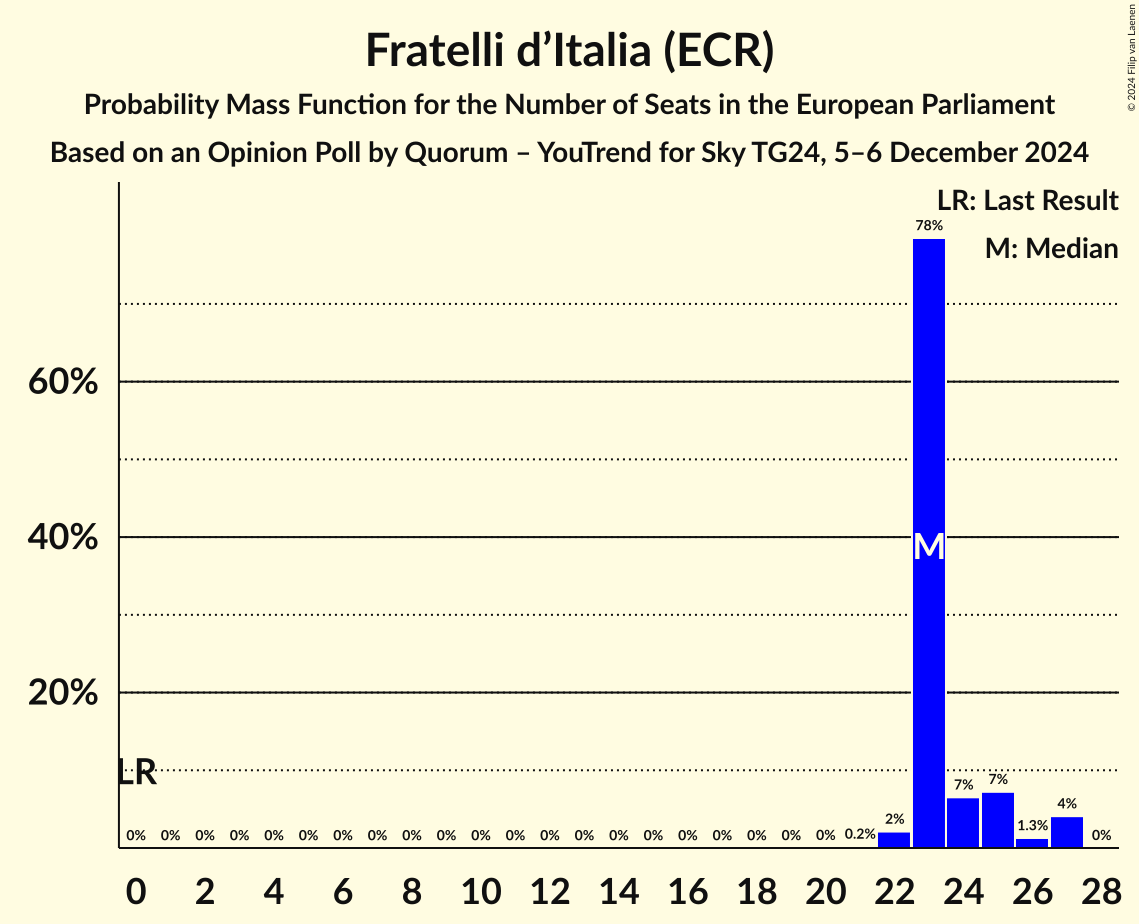 Fratelli d’Italia (ECR)
Probability Mass Function for the Number of Seats in the European Parliament
Based on an Opinion Poll by Quorum – YouTrend for Sky TG24, 5–6 December 2024
© 2024 Filip van Laenen
LR: Last Result
M: Median
78%
60%
40%
M
20%
LR
0% 0% 0% 0% 0% 0% 0% 0% 0% 0% 0% 0% 0% 0% 0% 0% 0% 0% 0% 0% 0% 0.2% 2% 7% 7% 1.3% 4% 0%
0 2 4 6 8 10 12 14 16 18 20 22 24 26 28